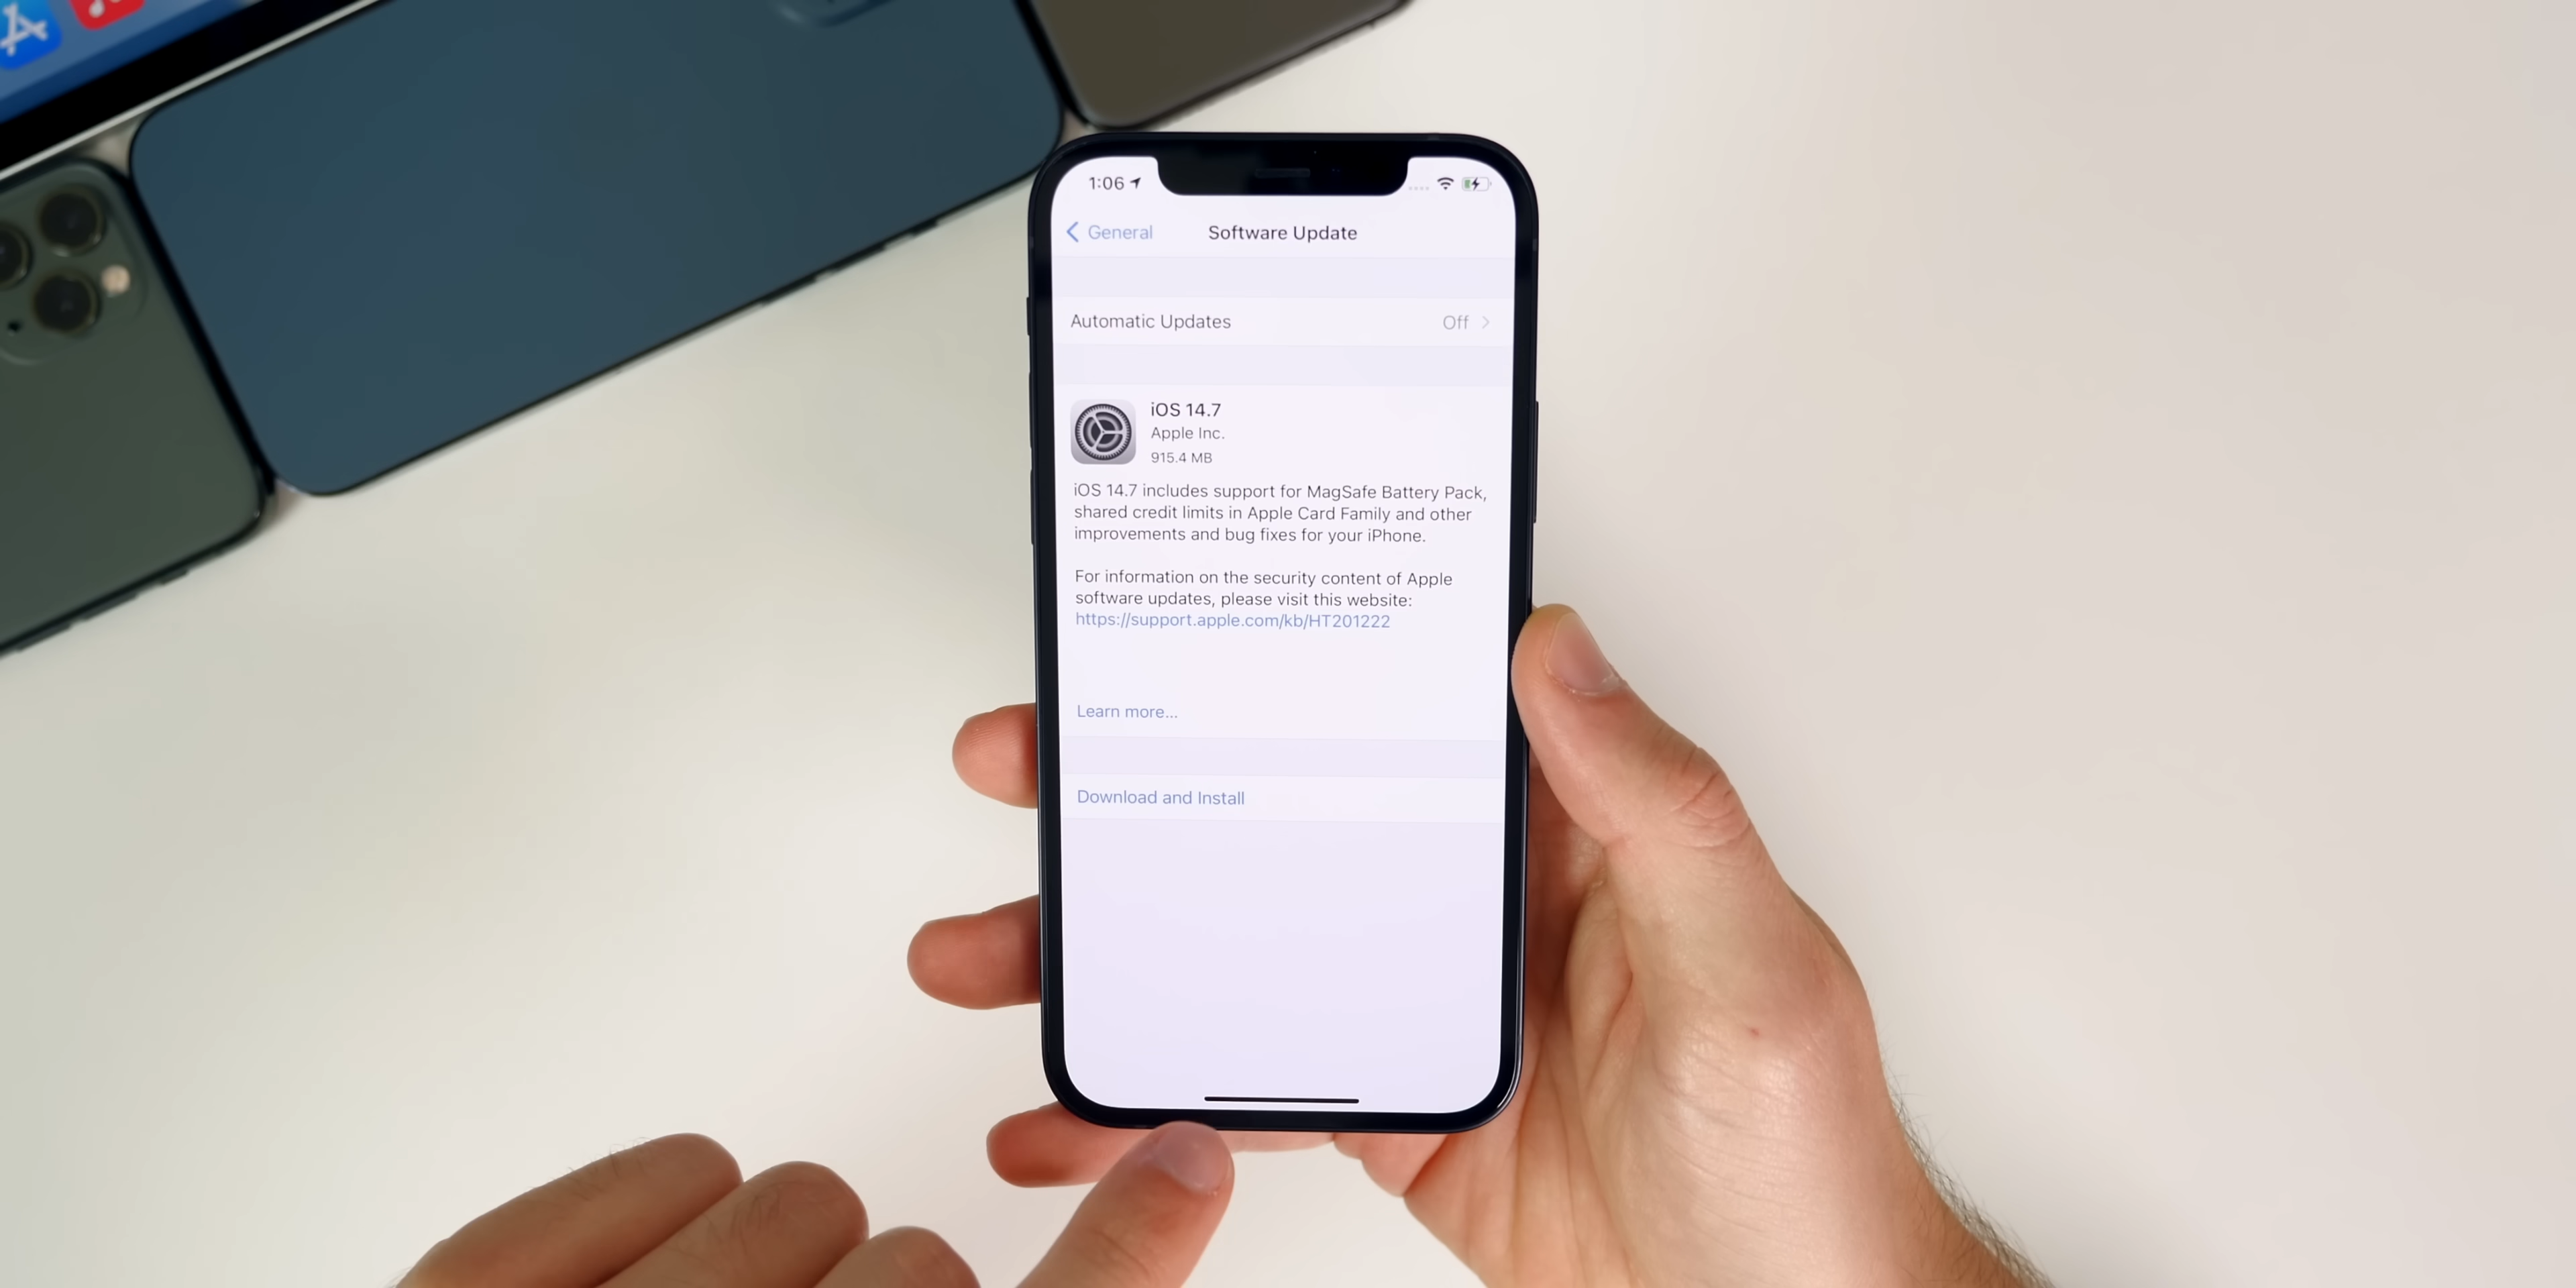 1:06
General
Software Update
Automatic Updates
Off
iOS 14.7
Apple Inc.
915.4 MB
iOS 14.7 includes support for MagSafe Battery Pack,
shared credit limits in Apple Card Family and other
improvements and bug fixes for your iPhone.
For information on the security content of Apple
software updates, please visit this website:
https://support.apple.com/kb/HT201222
Learn more...
Download and Install